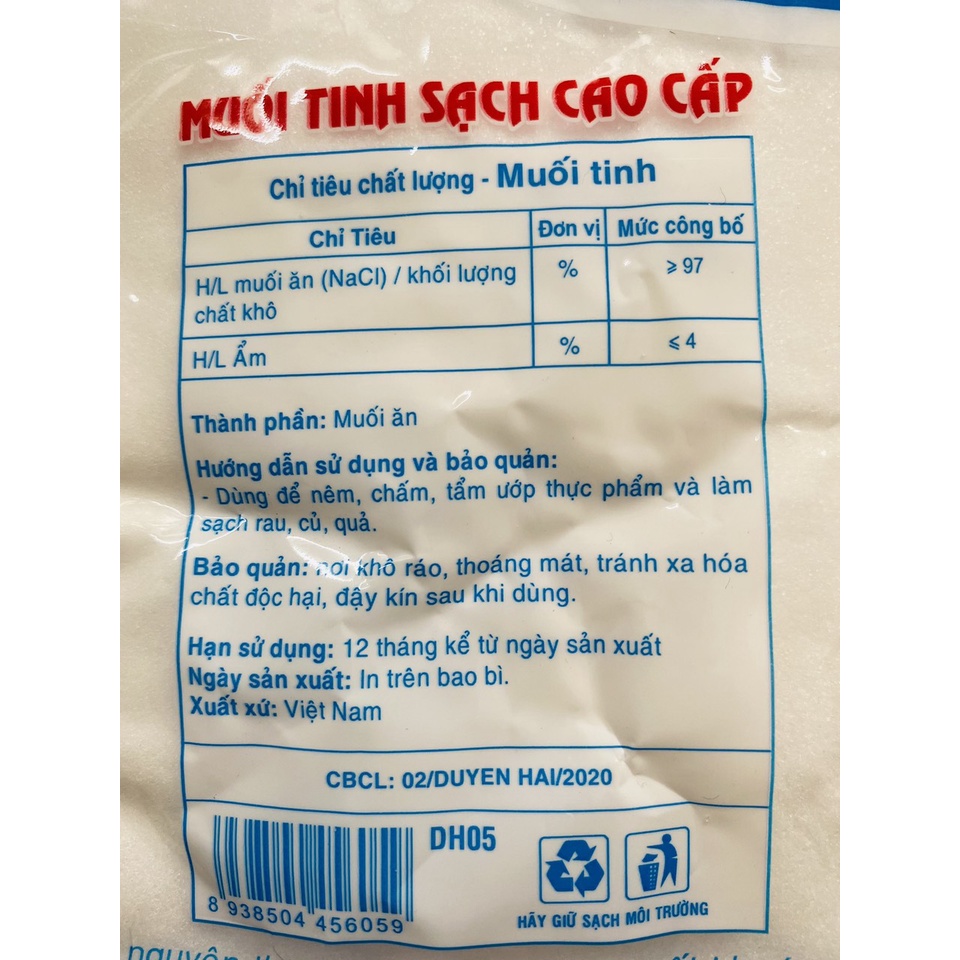 MUỐI TINH SẠCH CAO CẤP
Chỉ tiêu chất lượng - Muối tinh
Chỉ Tiêu Đơn vị Mức công bố
H/L muối ăn (NaCl) / khối lượng % ⩾ 97
chất khô
H/L Ẩm % ⩽ 4
Thành phần: Muối ăn
Hướng dẫn sử dụng và bảo quản:
- Dùng để nêm, chấm, tẩm ướp thực phẩm và làm
sạch rau, củ, quả.
Bảo quản: nơi khô ráo, thoáng mát, tránh xa hóa
chất độc hại, đậy kín sau khi dùng.
Hạn sử dụng: 12 tháng kể từ ngày sản xuất
Ngày sản xuất: In trên bao bì.
Xuất xứ: Việt Nam
CBCL: 02/DUYEN HAI/2020
DH05
8 938504 456059
HÃY GIỮ SẠCH MÔI TRƯỜNG